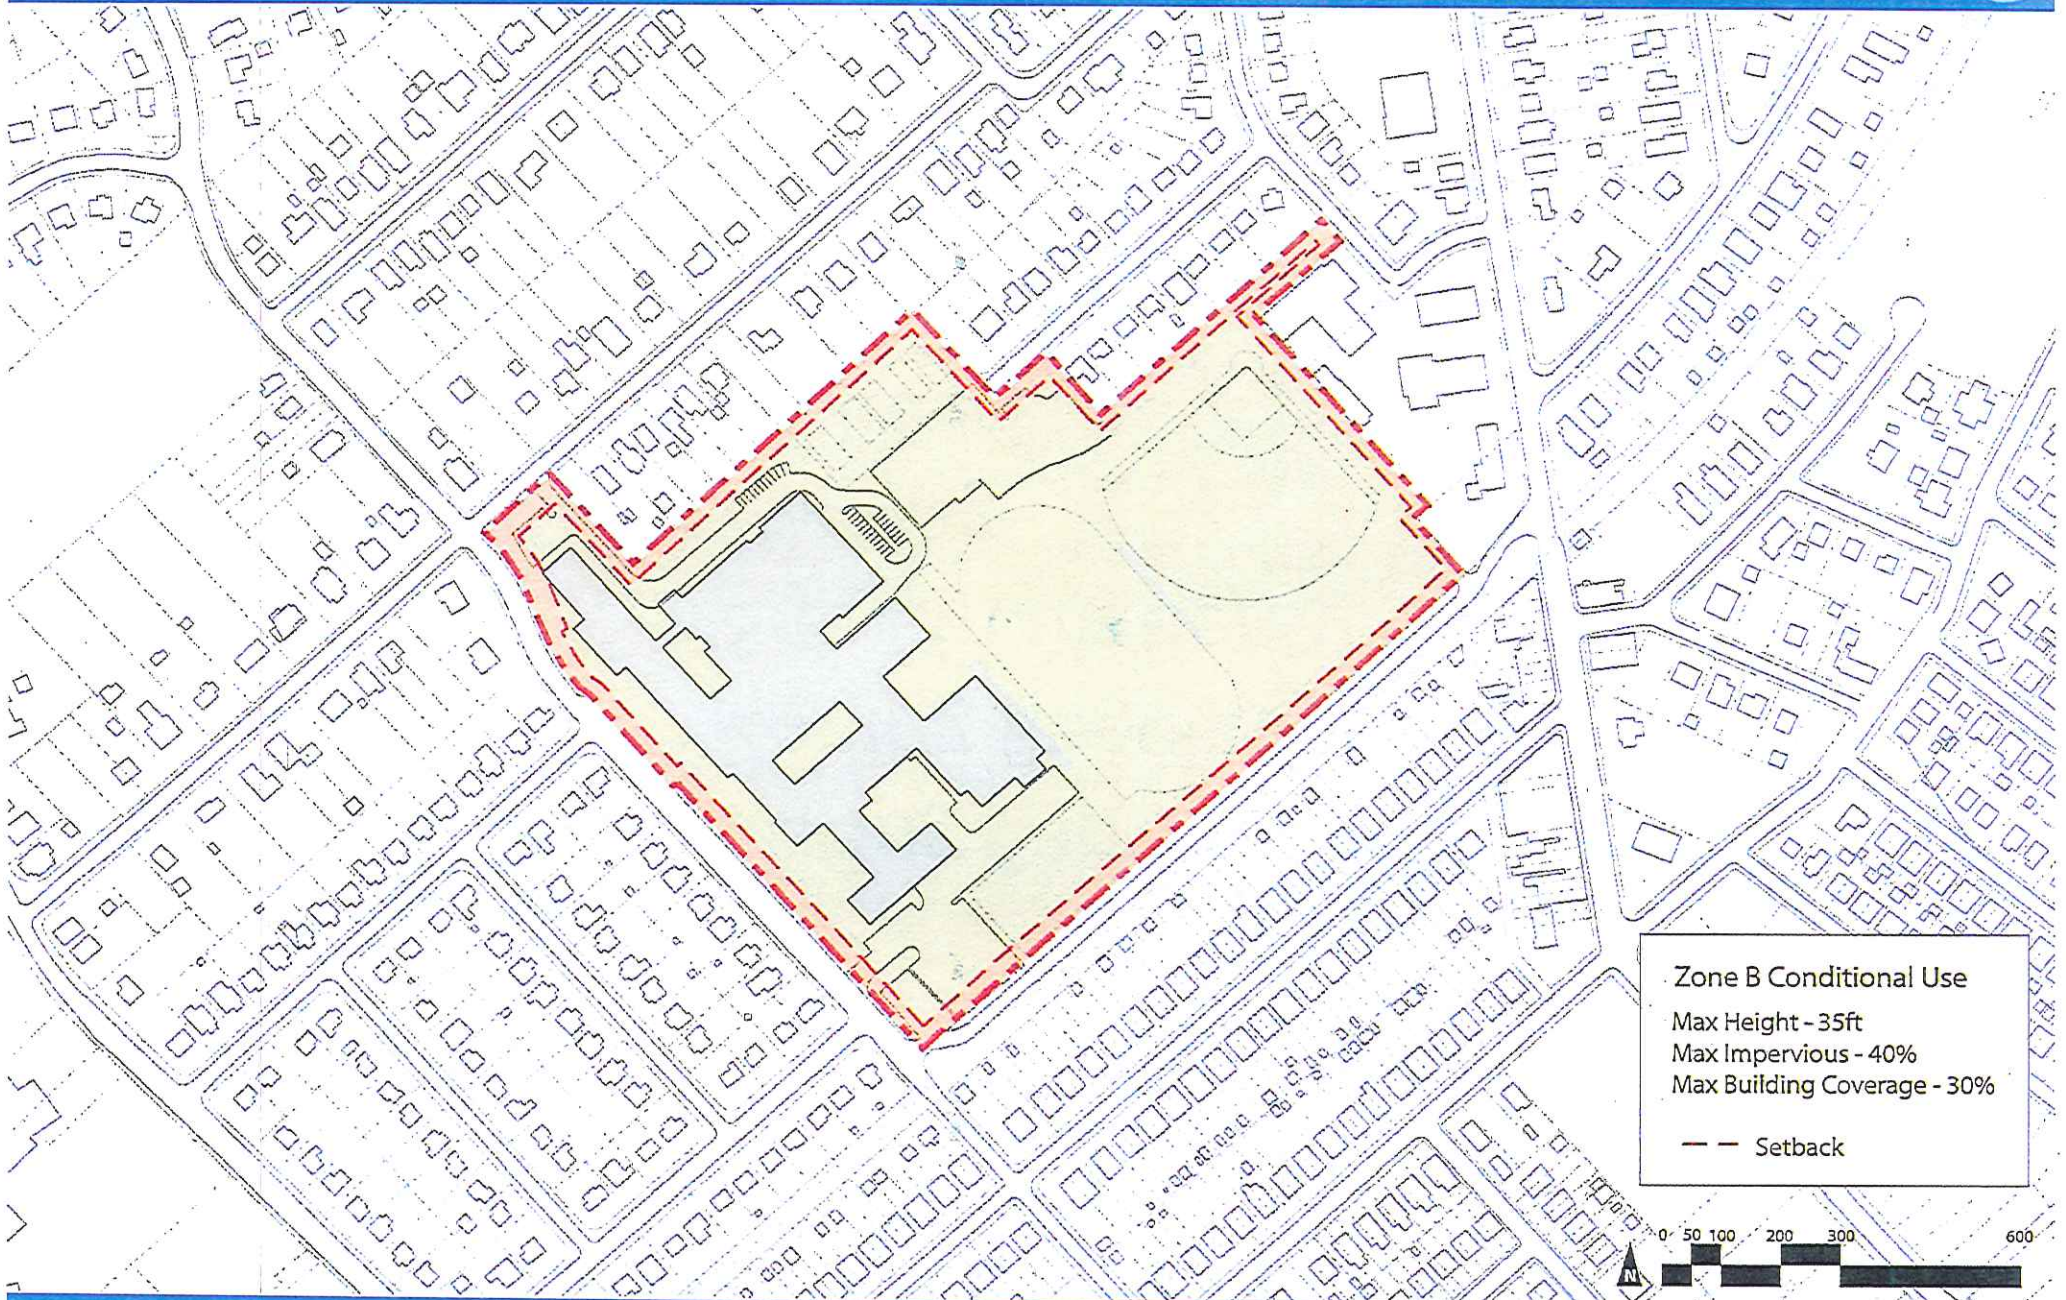 Zone B Conditional Use
Max Height - 35ft
Max Impervious - 40%
Max Building Coverage - 30%
Setback
0 50 100 200 300 600
N